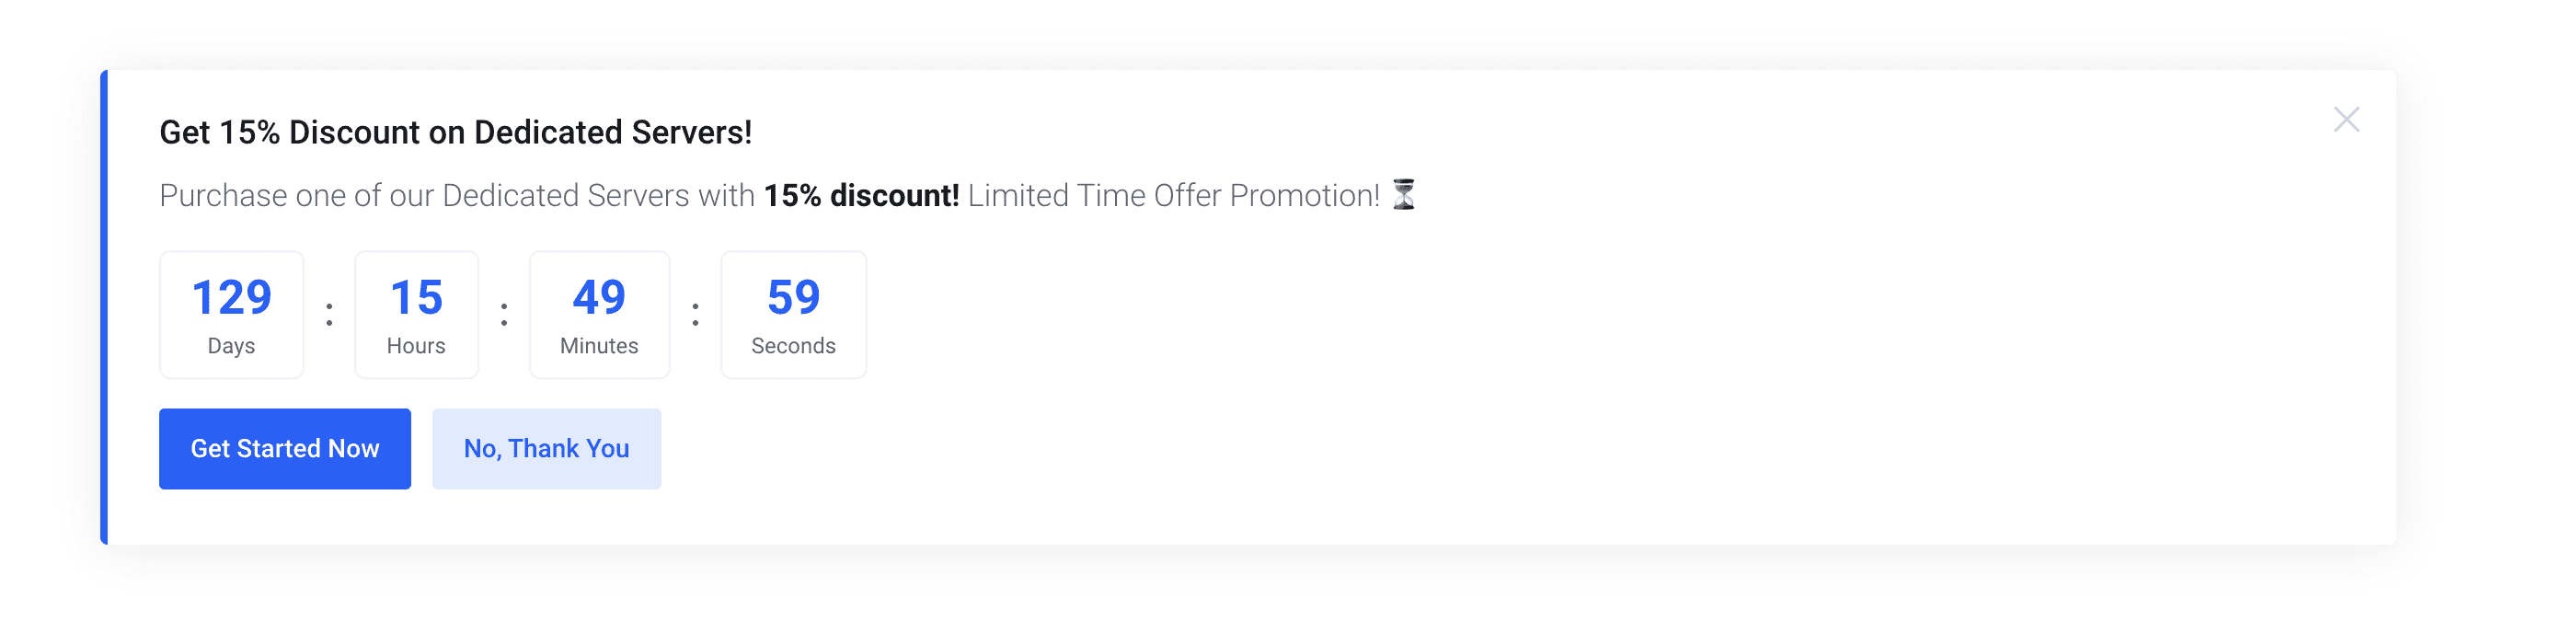 Get 15% Discount on Dedicated Servers!
Purchase one of our Dedicated Servers with 15% discount! Limited Time Offer Promotion! ⏳
129 : 15 : 49 : 59
Days Hours Minutes Seconds
Get Started Now No, Thank You